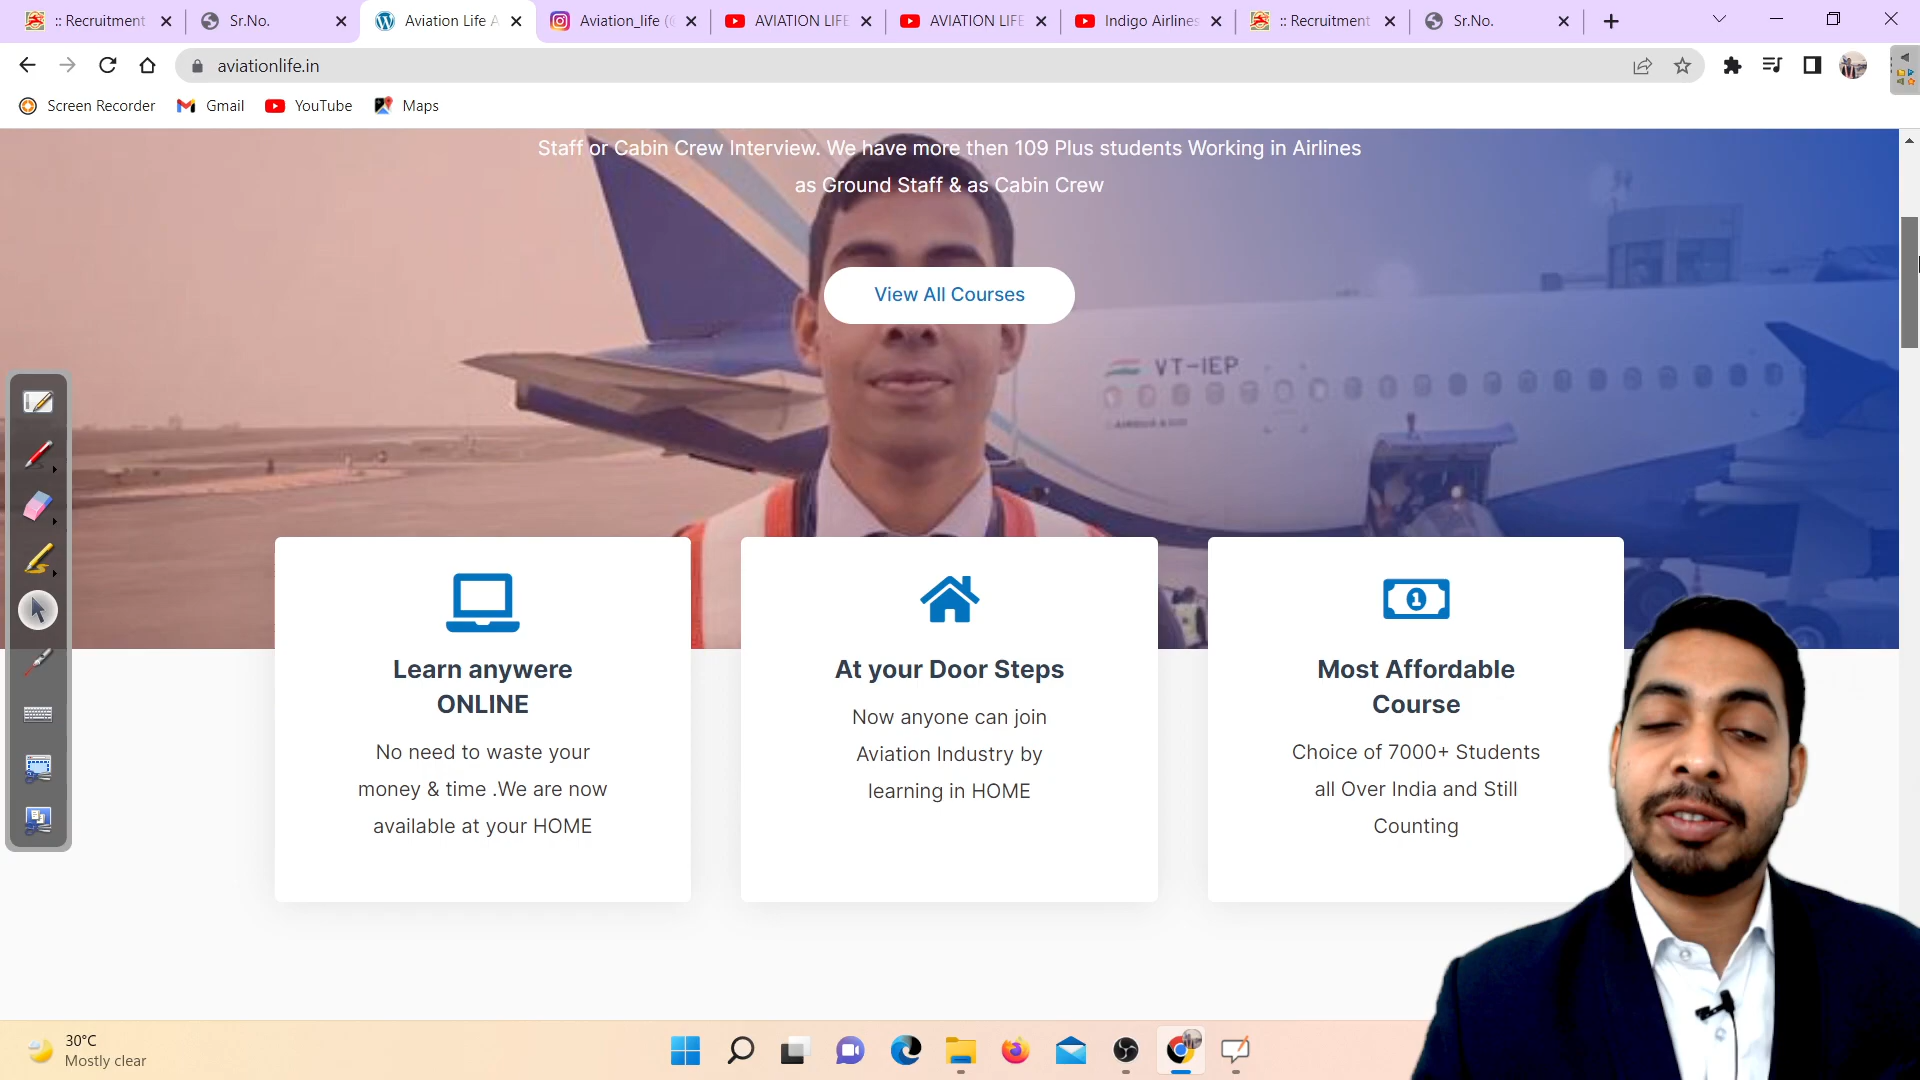 :: Recruitment
Sr.No.
Aviation Life A
Aviation_life (@
AVIATION LIFE
AVIATION LIFE
Indigo Airlines
:: Recruitment
Sr.No.
aviationlife.in
Screen Recorder
Gmail
YouTube
Maps
Staff or Cabin Crew Interview. We have more then 109 Plus students Working in Airlines
as Ground Staff & as Cabin Crew
View All Courses
VT-IEP
Learn anywere
ONLINE
No need to waste your
money & time .We are now
available at your HOME
At your Door Steps
Now anyone can join
Aviation Industry by
learning in HOME
Most Affordable
Course
Choice of 7000+ Students
all Over India and Still
Counting
30°C
Mostly clear